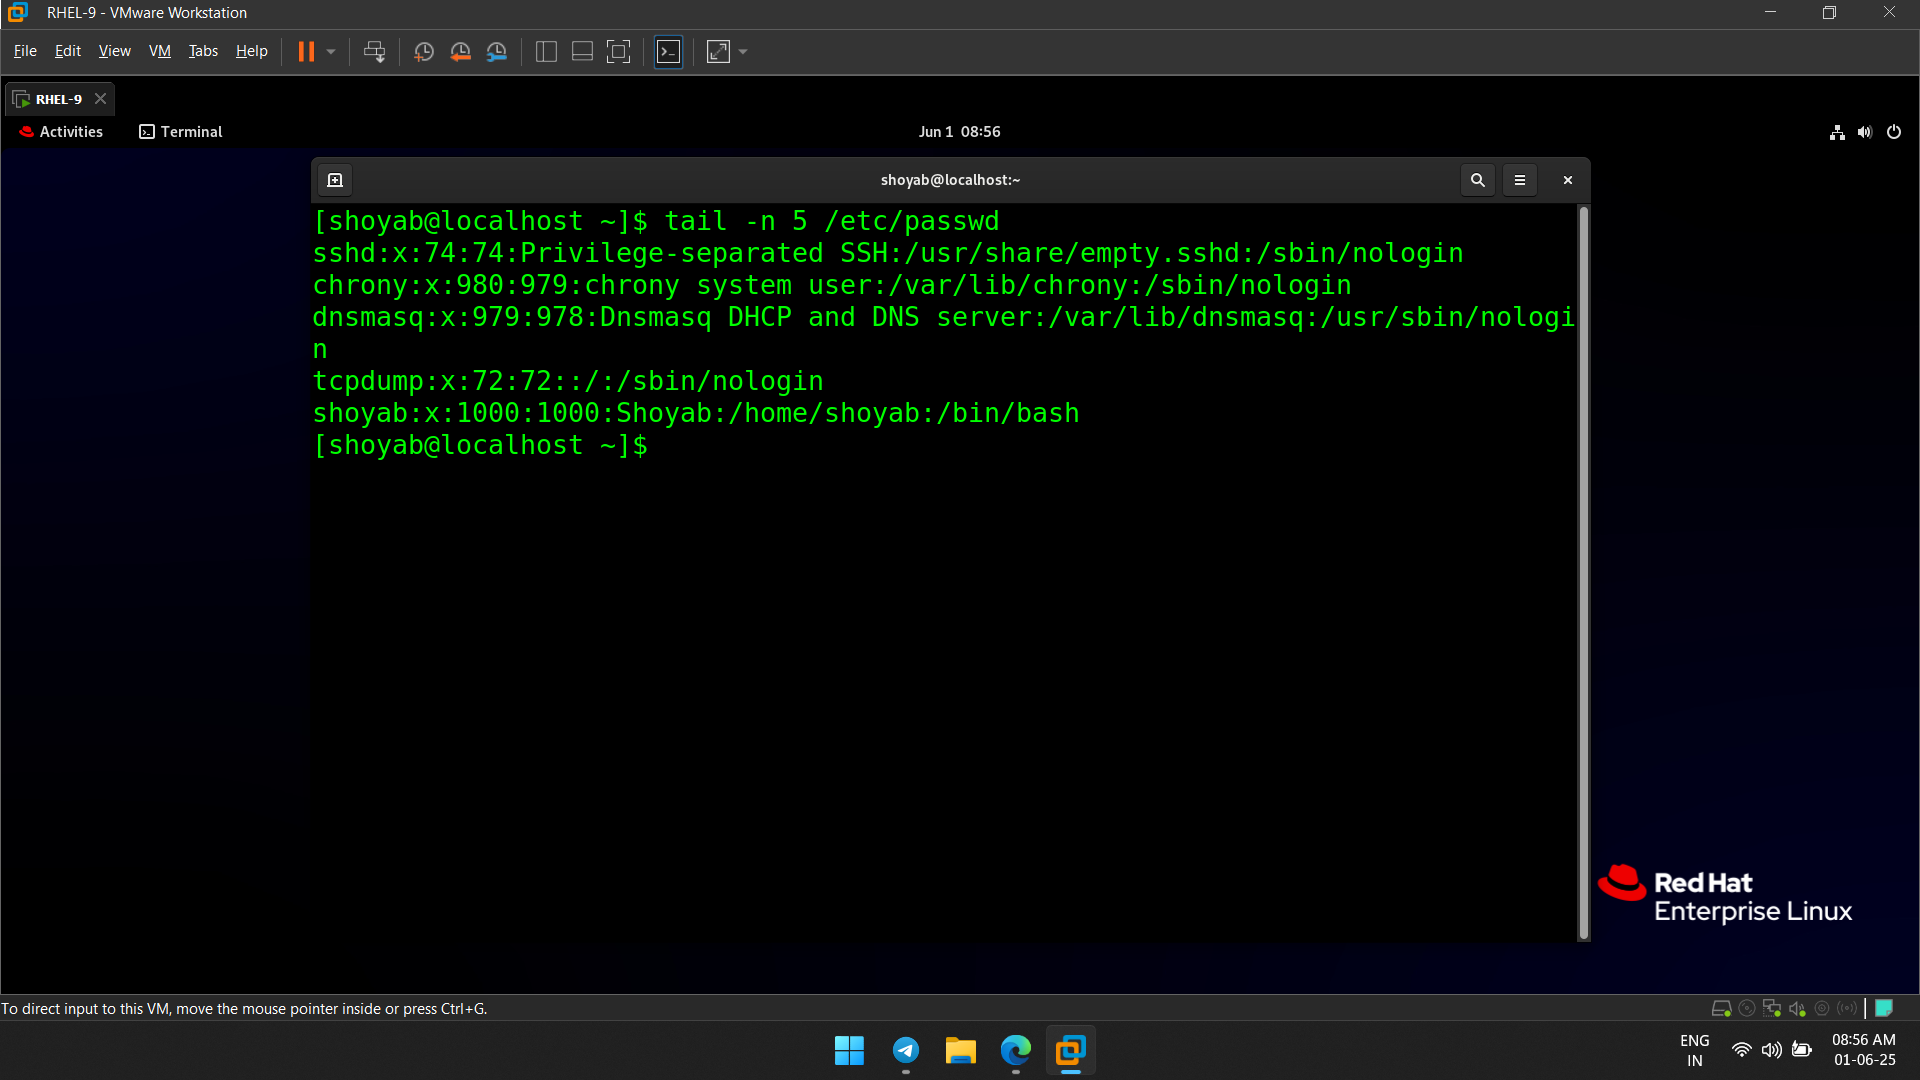 RHEL-9 - VMware Workstation
File Edit View VM Tabs Help
RHEL-9
Activities Terminal Jun 1 08:56
shoyab@localhost:~
[shoyab@localhost ~]$ tail -n 5 /etc/passwd
sshd:x:74:74:Privilege-separated SSH:/usr/share/empty.sshd:/sbin/nologin
chrony:x:980:979:chrony system user:/var/lib/chrony:/sbin/nologin
dnsmasq:x:979:978:Dnsmasq DHCP and DNS server:/var/lib/dnsmasq:/usr/sbin/nologi
n
tcpdump:x:72:72::/:/sbin/nologin
shoyab:x:1000:1000:Shoyab:/home/shoyab:/bin/bash
[shoyab@localhost ~]$
Red Hat
Enterprise Linux
To direct input to this VM, move the mouse pointer inside or press Ctrl+G.
ENG 08:56 AM
IN 01-06-25